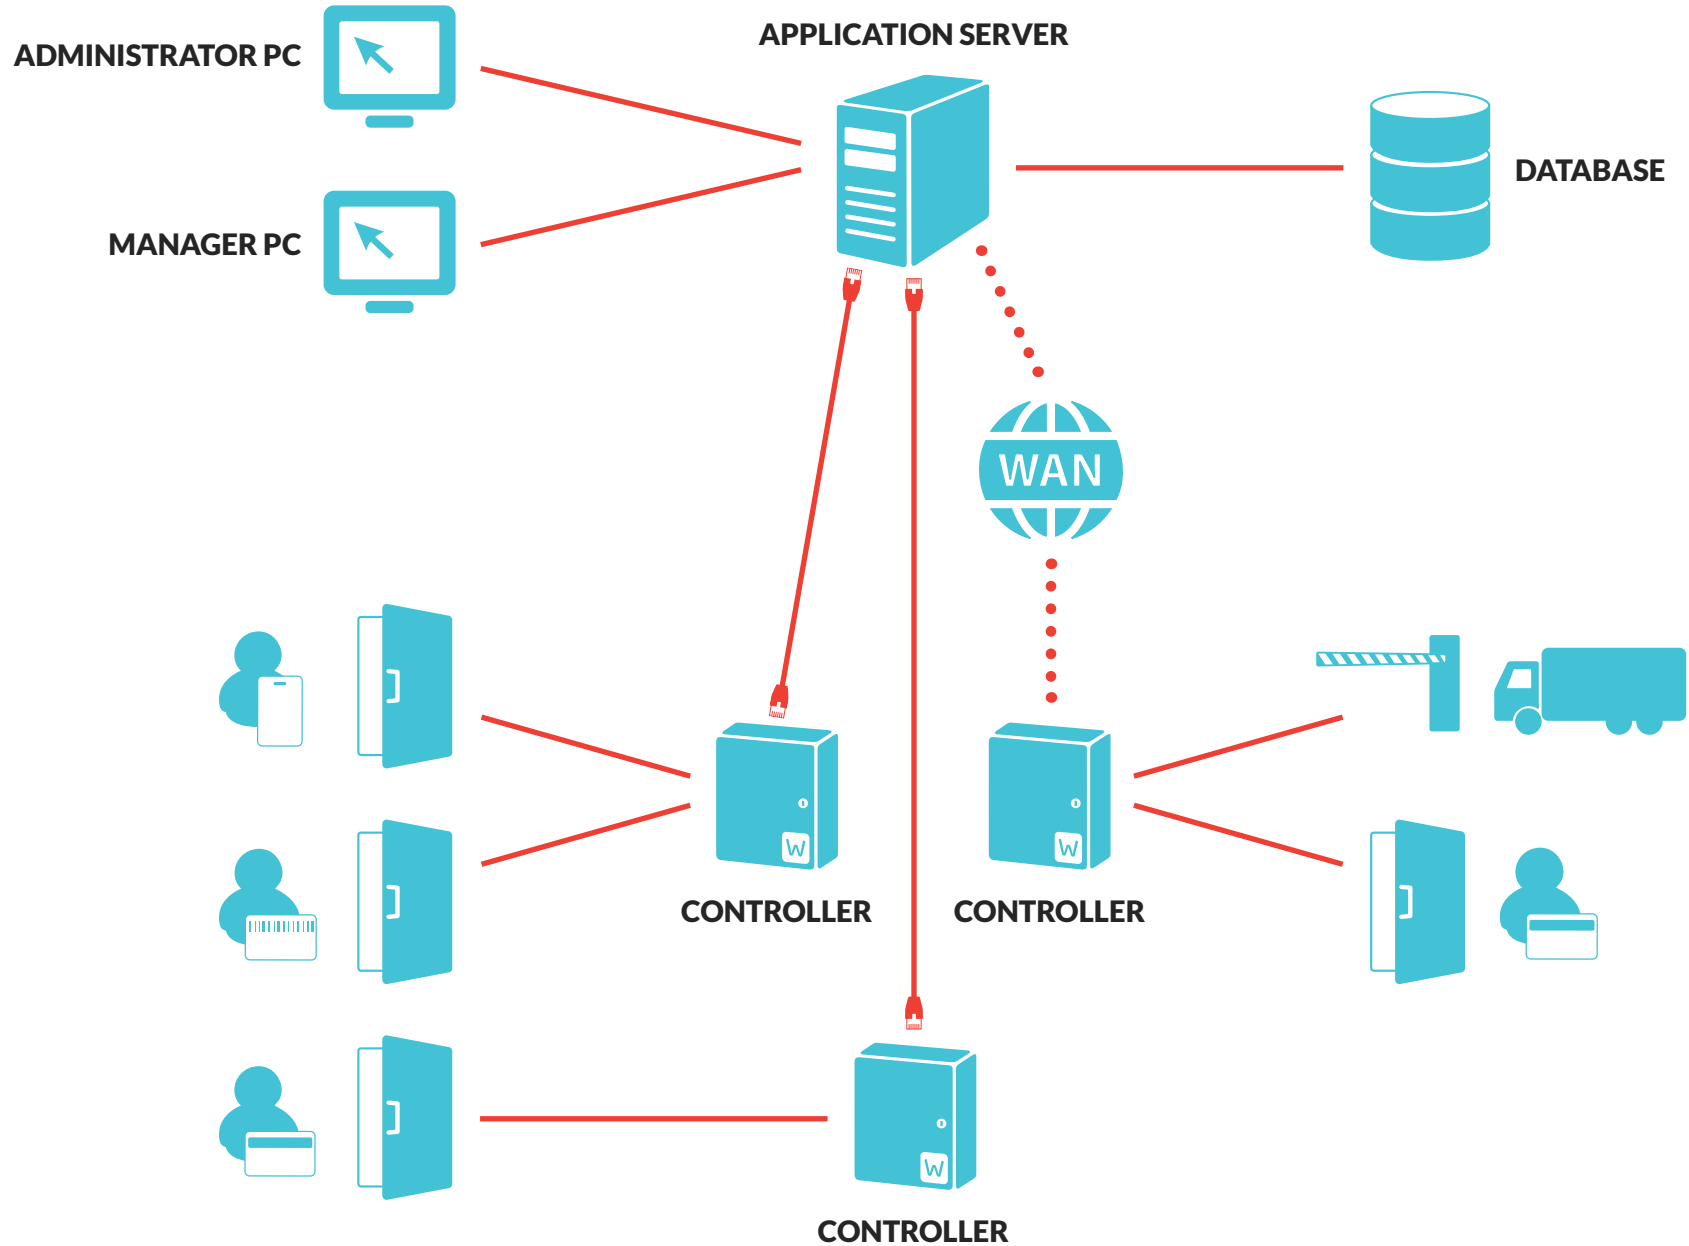 APPLICATION SERVER
ADMINISTRATOR PC
DATABASE
MANAGER PC
WAN
W
W
CONTROLLER
CONTROLLER
W
CONTROLLER